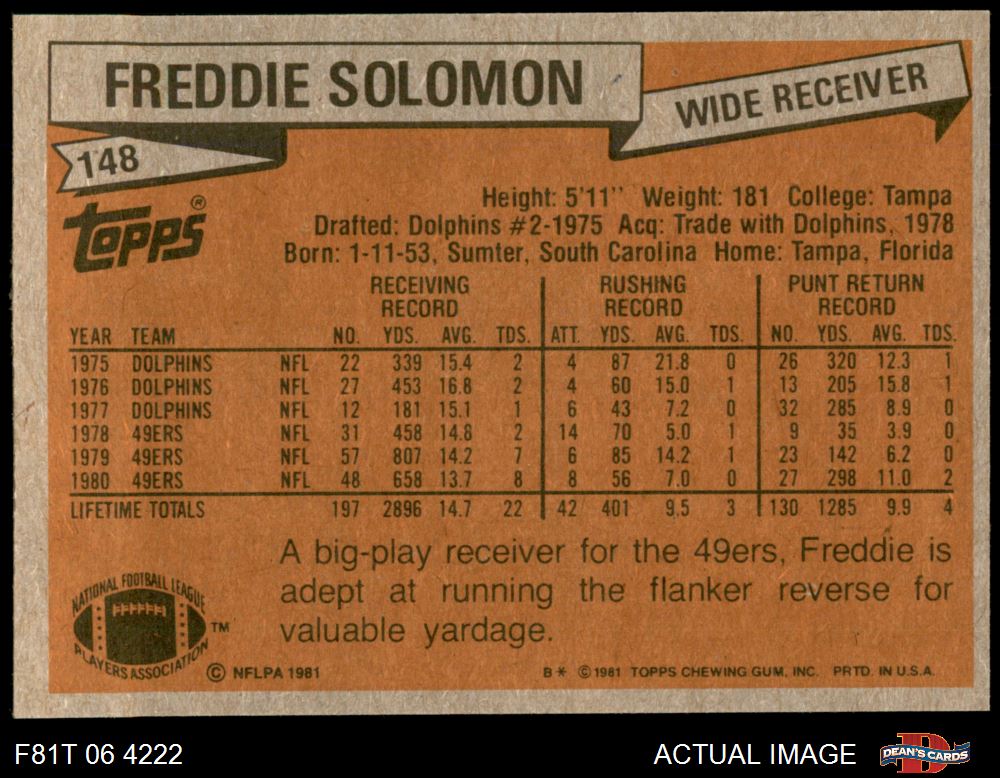 FREDDIE SOLOMON
WIDE RECEIVER
148
Topps®
Height: 5'11'' Weight: 181 College: Tampa
Drafted: Dolphins #2-1975 Acq: Trade with Dolphins, 1978
Born: 1-11-53, Sumter, South Carolina Home: Tampa, Florida
RECEIVING RECORD RUSHING RECORD PUNT RETURN RECORD
YEAR TEAM NO. YDS. AVG. TDS. ATT. YDS. AVG. TDS. NO. YDS. AVG. TDS.
1975 DOLPHINS NFL 22 339 15.4 2 4 87 21.8 0 26 320 12.3 1
1976 DOLPHINS NFL 27 453 16.8 2 4 60 15.0 1 13 205 15.8 1
1977 DOLPHINS NFL 12 181 15.1 1 6 43 7.2 0 32 285 8.9 0
1978 49ERS NFL 31 458 14.8 2 14 70 5.0 1 9 35 3.9 0
1979 49ERS NFL 57 807 14.2 7 6 85 14.2 1 23 142 6.2 0
1980 49ERS NFL 48 658 13.7 8 8 56 7.0 0 27 298 11.0 2
LIFETIME TOTALS 197 2896 14.7 22 42 401 9.5 3 130 1285 9.9 4
A big-play receiver for the 49ers, Freddie is
adept at running the flanker reverse for
valuable yardage.
NATIONAL FOOTBALL LEAGUE
PLAYERS ASSOCIATION
TM
© NFLPA 1981
B* © 1981 TOPPS CHEWING GUM, INC. PRTD. IN U.S.A.
F81T 06 4222
ACTUAL IMAGE
DEAN'S CARDS